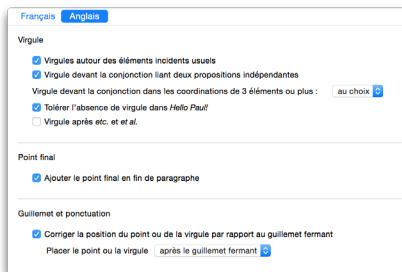 Français Anglais
Virgule
Virgules autour des éléments incidents usuels
Virgule devant la conjonction liant deux propositions indépendantes
Virgule devant la conjonction dans les coordinations de 3 éléments ou plus : au choix
Tolérer l'absence de virgule dans Hello Paul!
Virgule après etc. et et al.
Point final
Ajouter le point final en fin de paragraphe
Guillemet et ponctuation
Corriger la position du point ou de la virgule par rapport au guillemet fermant
Placer le point ou la virgule après le guillemet fermant